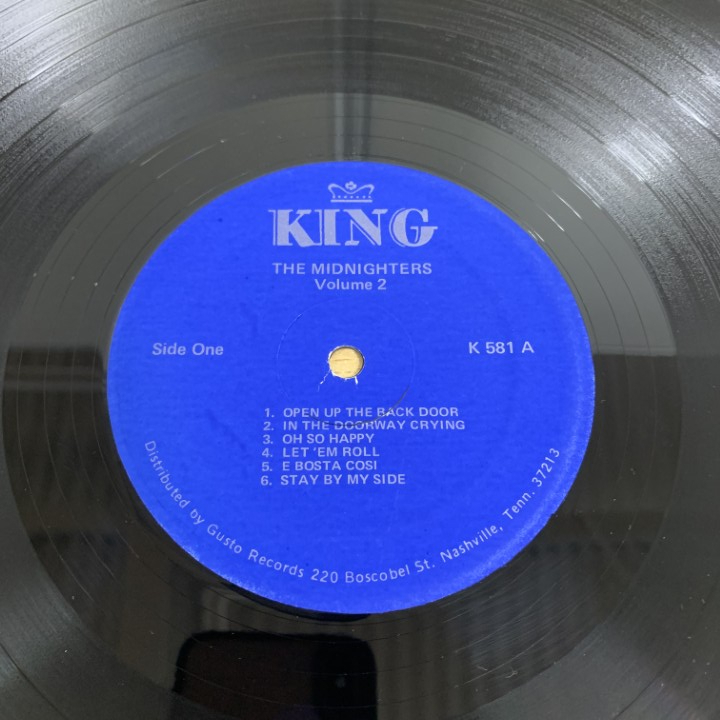 KING
THE MIDNIGHTERS
Volume 2
Side One
K 581 A
1. OPEN UP THE BACK DOOR
2. IN THE DOORWAY CRYING
3. OH SO HAPPY
4. LET 'EM ROLL
5. E BOSTA COSI
6. STAY BY MY SIDE
Distributed by Gusto Records 220 Boscobel St. Nashville, Tenn. 37213